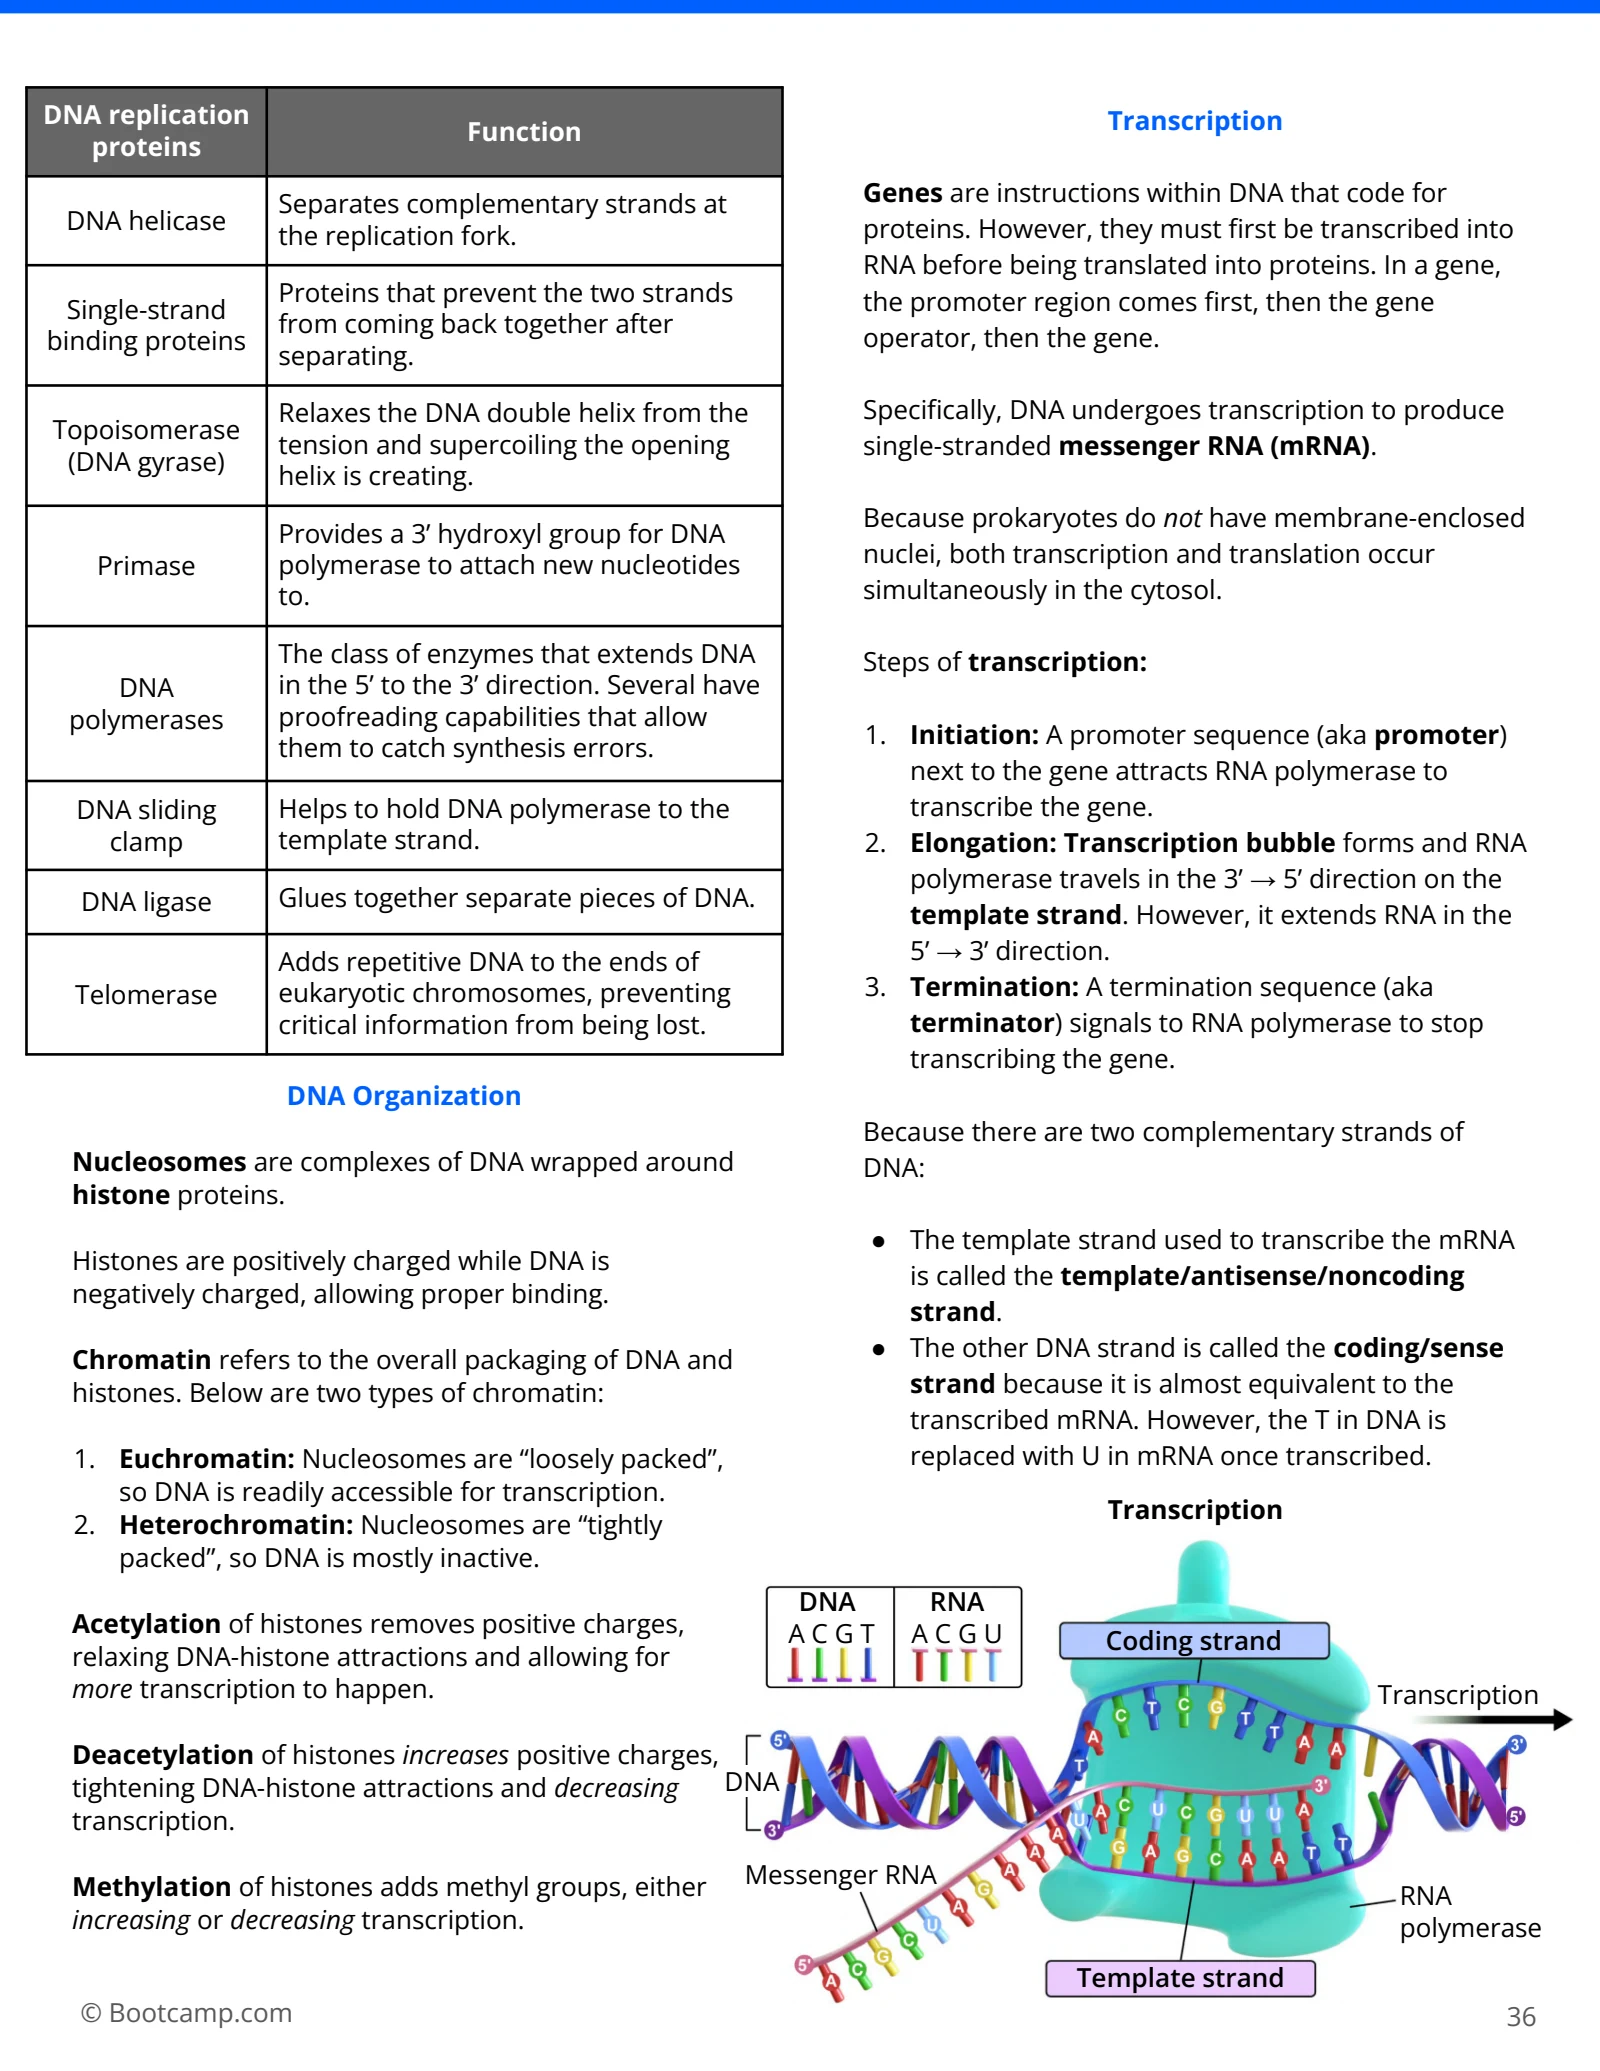 DNA replication
proteins
Function
DNA helicase
Separates complementary strands at
the replication fork.
Single-strand
binding proteins
Proteins that prevent the two strands
from coming back together after
separating.
Topoisomerase
(DNA gyrase)
Relaxes the DNA double helix from the
tension and supercoiling the opening
helix is creating.
Primase
Provides a 3’ hydroxyl group for DNA
polymerase to attach new nucleotides
to.
DNA
polymerases
The class of enzymes that extends DNA
in the 5’ to the 3’ direction. Several have
proofreading capabilities that allow
them to catch synthesis errors.
DNA sliding
clamp
Helps to hold DNA polymerase to the
template strand.
DNA ligase
Glues together separate pieces of DNA.
Telomerase
Adds repetitive DNA to the ends of
eukaryotic chromosomes, preventing
critical information from being lost.
DNA Organization
Nucleosomes are complexes of DNA wrapped around
histone proteins.
Histones are positively charged while DNA is
negatively charged, allowing proper binding.
Chromatin refers to the overall packaging of DNA and
histones. Below are two types of chromatin:
1. Euchromatin: Nucleosomes are “loosely packed”,
so DNA is readily accessible for transcription.
2. Heterochromatin: Nucleosomes are “tightly
packed”, so DNA is mostly inactive.
Acetylation of histones removes positive charges,
relaxing DNA-histone attractions and allowing for
more transcription to happen.
Deacetylation of histones increases positive charges,
tightening DNA-histone attractions and decreasing
transcription.
Methylation of histones adds methyl groups, either
increasing or decreasing transcription.
Transcription
Genes are instructions within DNA that code for
proteins. However, they must first be transcribed into
RNA before being translated into proteins. In a gene,
the promoter region comes first, then the gene
operator, then the gene.
Specifically, DNA undergoes transcription to produce
single-stranded messenger RNA (mRNA).
Because prokaryotes do not have membrane-enclosed
nuclei, both transcription and translation occur
simultaneously in the cytosol.
Steps of transcription:
1. Initiation: A promoter sequence (aka promoter)
next to the gene attracts RNA polymerase to
transcribe the gene.
2. Elongation: Transcription bubble forms and RNA
polymerase travels in the 3’ → 5’ direction on the
template strand. However, it extends RNA in the
5’ → 3’ direction.
3. Termination: A termination sequence (aka
terminator) signals to RNA polymerase to stop
transcribing the gene.
Because there are two complementary strands of
DNA:
● The template strand used to transcribe the mRNA
is called the template/antisense/noncoding
strand.
● The other DNA strand is called the coding/sense
strand because it is almost equivalent to the
transcribed mRNA. However, the T in DNA is
replaced with U in mRNA once transcribed.
Transcription
DNA
A C G T
RNA
A C G U
Coding strand
Transcription
T A C T C G T T A A
5'
3'
DNA
3'
5'
3'
U A C U C G U U A
G A G C A A T T
Messenger RNA
5'
A C G C U A G A A A
RNA
polymerase
Template strand
© Bootcamp.com
36